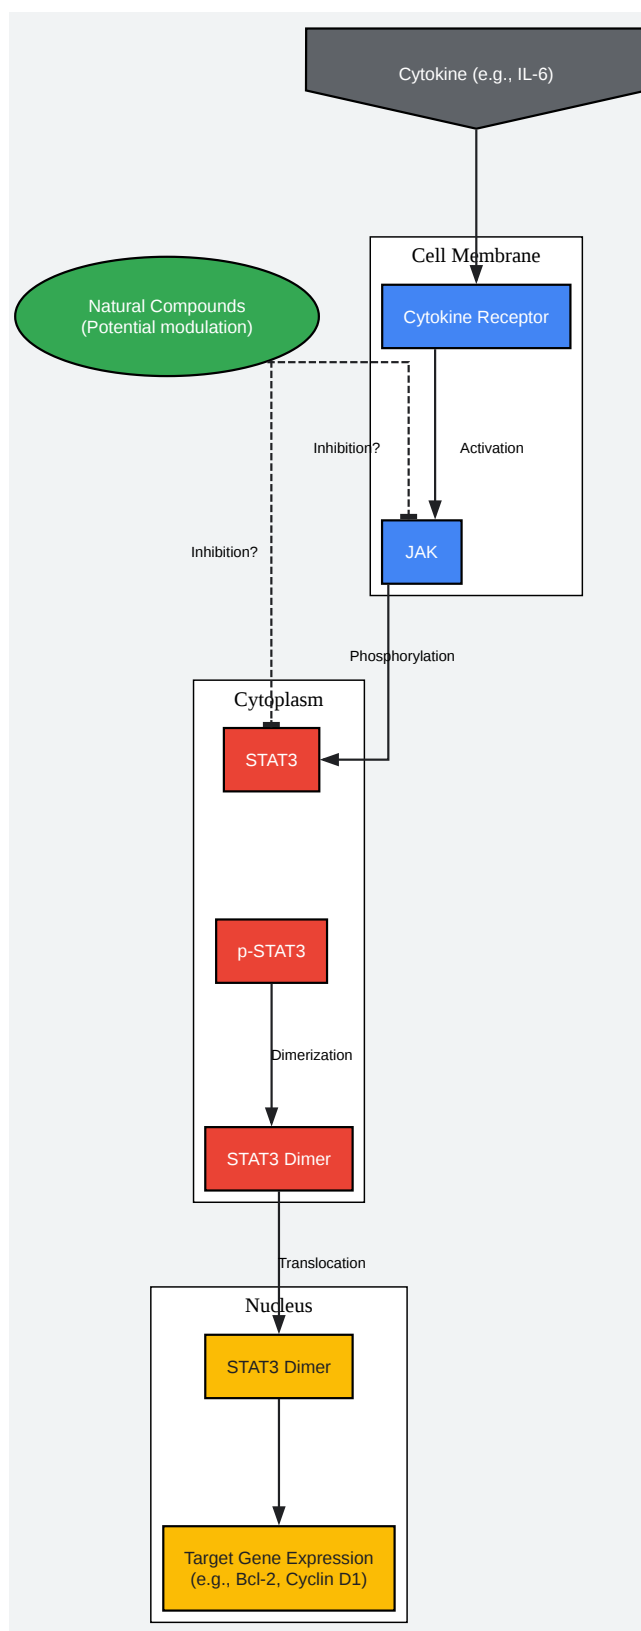 Cytokine (e.g., IL-6)
Cell Membrane
Natural Compounds
(Potential modulation)
Cytokine Receptor
Inhibition?
Activation
Inhibition?
JAK
Phosphorylation
Cytoplasm
STAT3
p-STAT3
Dimerization
STAT3 Dimer
Translocation
Nucleus
STAT3 Dimer
Target Gene Expression
(e.g., Bcl-2, Cyclin D1)